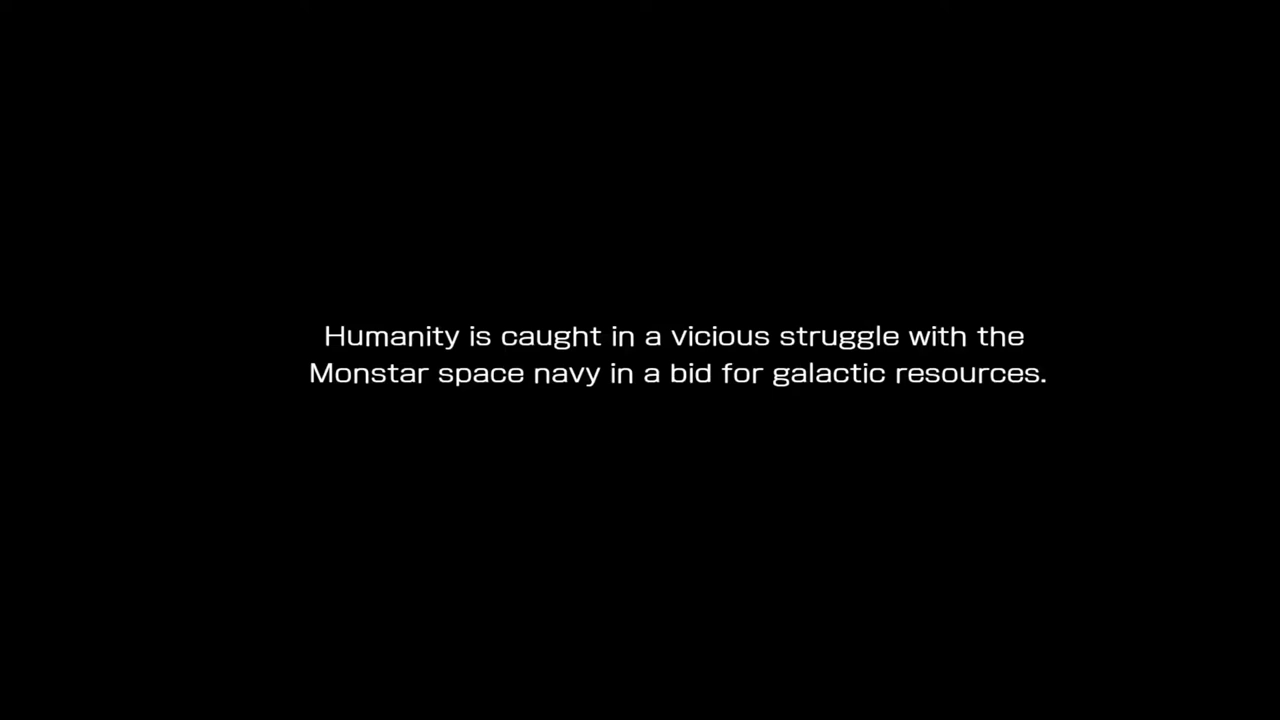 Humanity is caught in a vicious struggle with the
Monstar space navy in a bid for galactic resources.